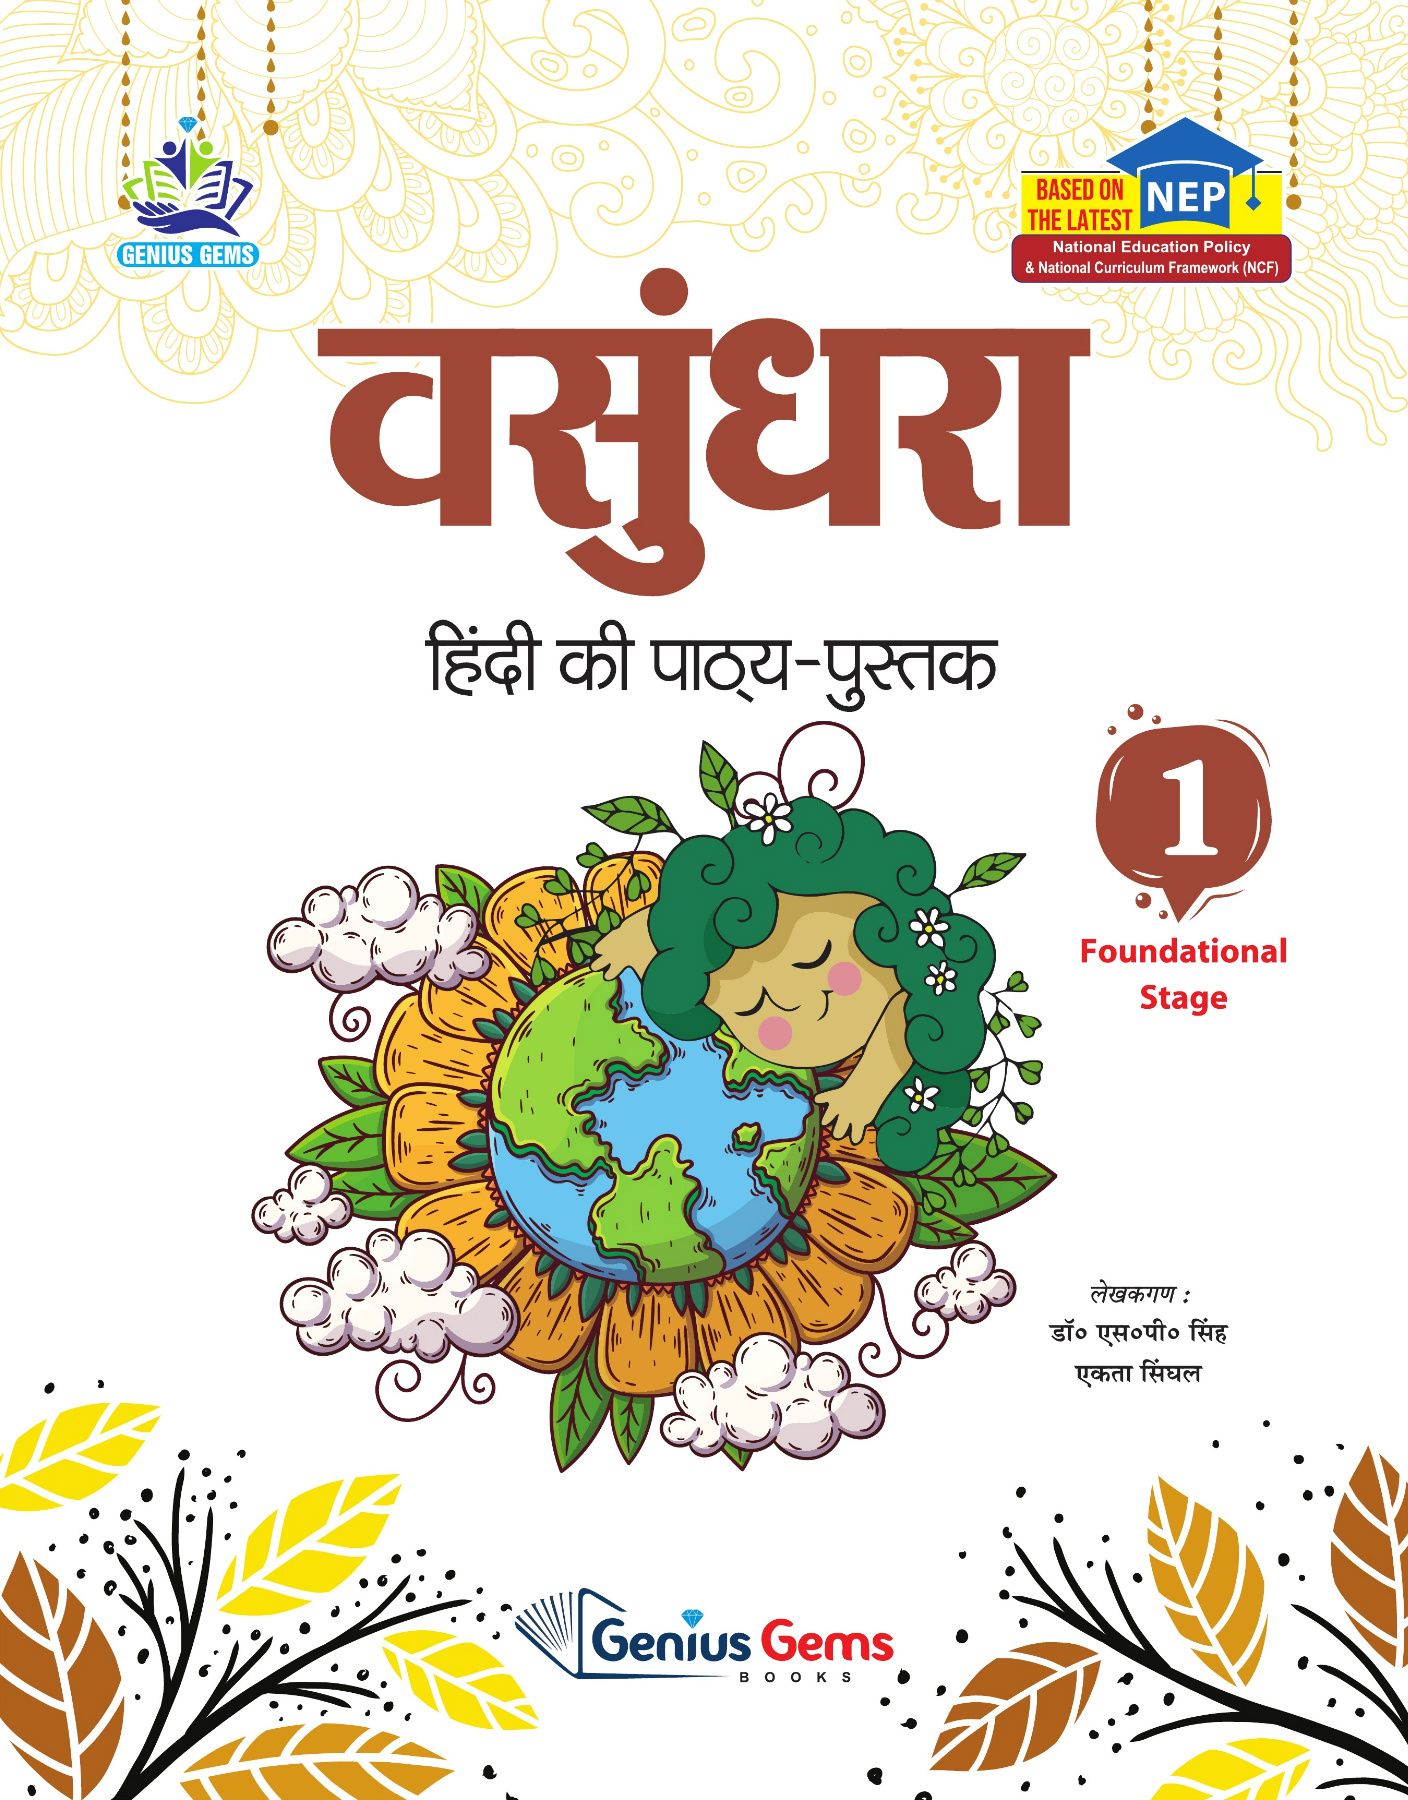 GENIUS GEMS
BASED ON
THE LATEST
NEP
National Education Policy
& National Curriculum Framework (NCF)
वसुंधरा
हिंदी की पाठ्य-पुस्तक
1
Foundational
Stage
लेखकगण :
डॉ० एस०पी० सिंह
एकता सिंघल
Genius Gems
BOOKS